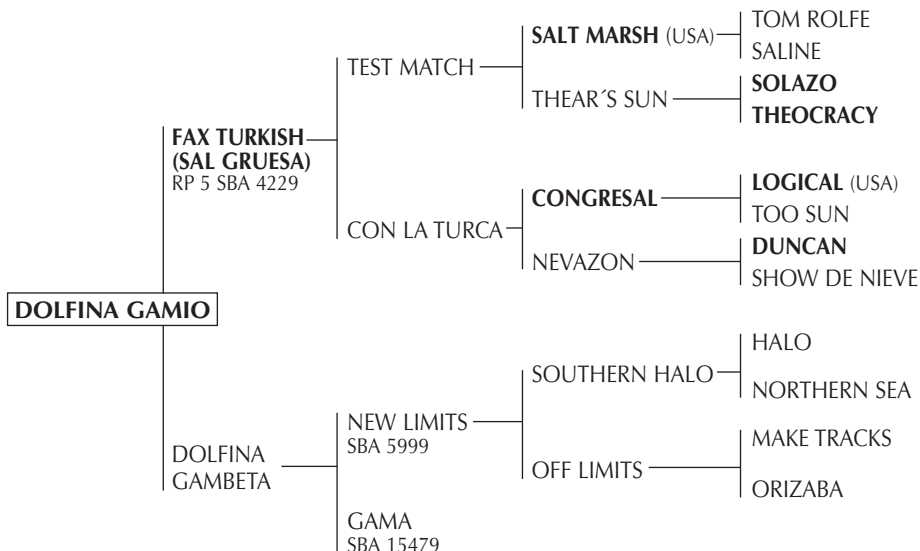 DOLFINA GAMIO
FAX TURKISH
(SAL GRUESA)
RP 5 SBA 4229
DOLFINA
GAMBETA
TEST MATCH
CON LA TURCA
NEW LIMITS
SBA 5999
GAMA
SBA 15479
SALT MARSH (USA)
THEAR´S SUN
CONGRESAL
NEVAZON
SOUTHERN HALO
OFF LIMITS
TOM ROLFE
SALINE
SOLAZO
THEOCRACY
LOGICAL (USA)
TOO SUN
DUNCAN
SHOW DE NIEVE
HALO
NORTHERN SEA
MAKE TRACKS
ORIZABA